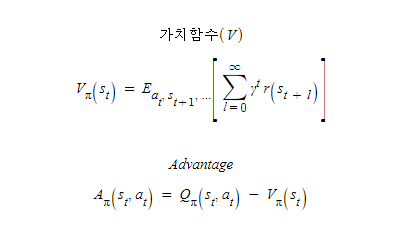 가치함수(V)
V_π(s_t) = E_{a_t, s_{t+1}, ...}[∑_{l=0}^{∞} γ^t r(s_{t+l})]
Advantage
A_π(s_t, a_t) = Q_π(s_t, a_t) − V_π(s_t)